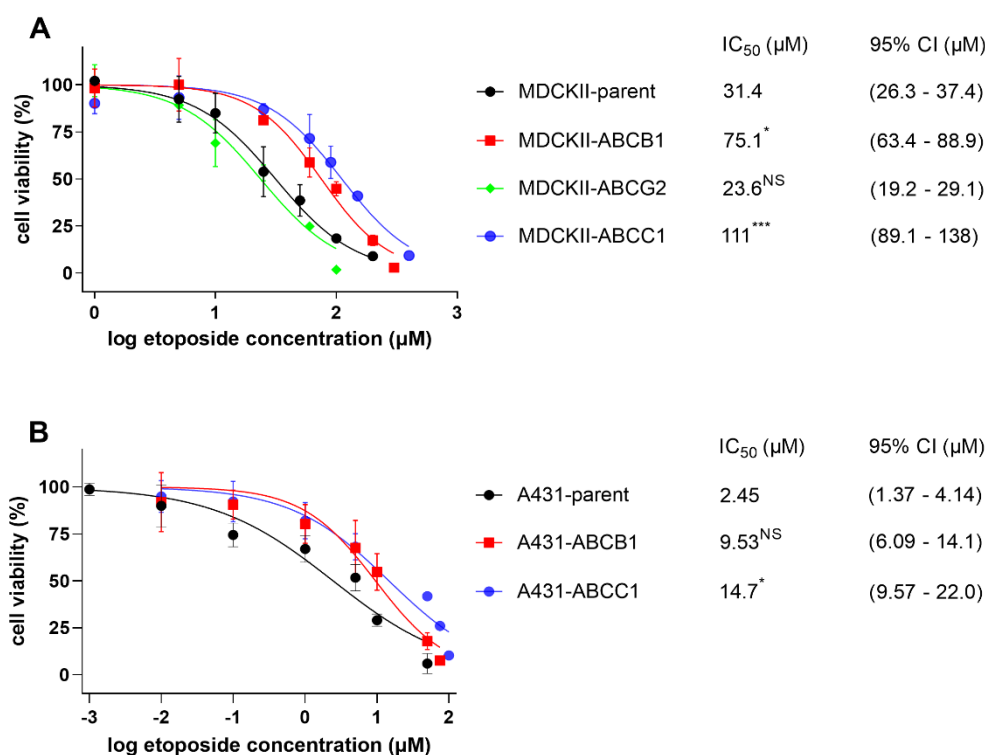 A
IC50 (µM) 95% CI (µM)
MDCKII-parent 31.4 (26.3 - 37.4)
MDCKII-ABCB1 75.1* (63.4 - 88.9)
MDCKII-ABCG2 23.6NS (19.2 - 29.1)
MDCKII-ABCC1 111*** (89.1 - 138)
cell viability (%)
100
75
50
25
0
0 1 2 3
log etoposide concentration (µM)
B
IC50 (µM) 95% CI (µM)
A431-parent 2.45 (1.37 - 4.14)
A431-ABCB1 9.53NS (6.09 - 14.1)
A431-ABCC1 14.7* (9.57 - 22.0)
cell viability (%)
100
75
50
25
0
-3 -2 -1 0 1 2
log etoposide concentration (µM)